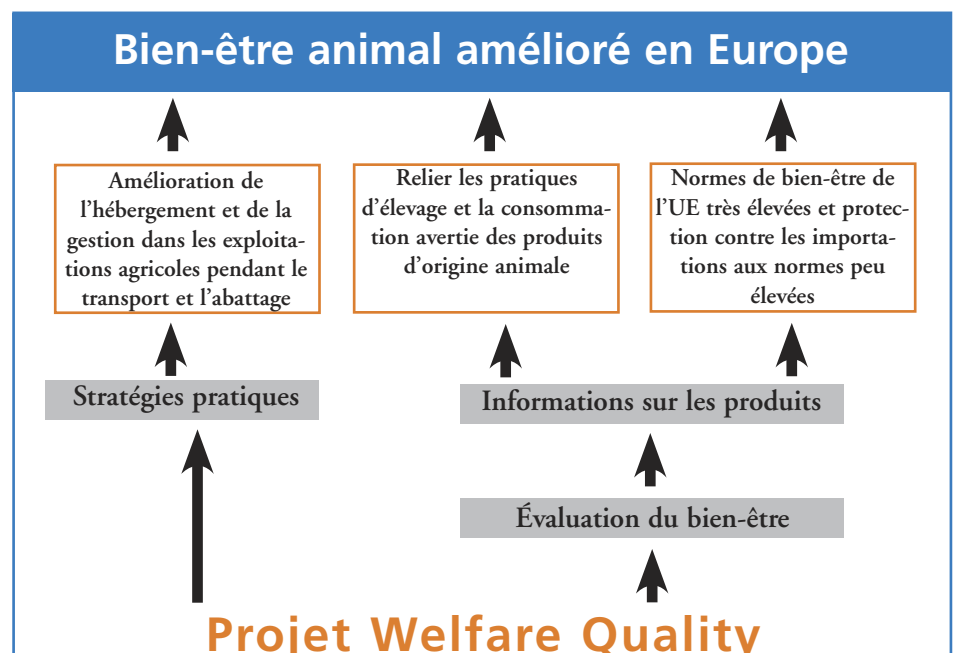 Bien-être animal amélioré en Europe
Amélioration de
l’hébergement et de la
gestion dans les exploita-
tions agricoles pendant le
transport et l’abattage
Relier les pratiques
d’élevage et la consomma-
tion avertie des produits
d’origine animale
Normes de bien-être de
l’UE très élevées et protec-
tion contre les importa-
tions aux normes peu
élevées
Stratégies pratiques
Informations sur les produits
Évaluation du bien-être
Projet Welfare Quality